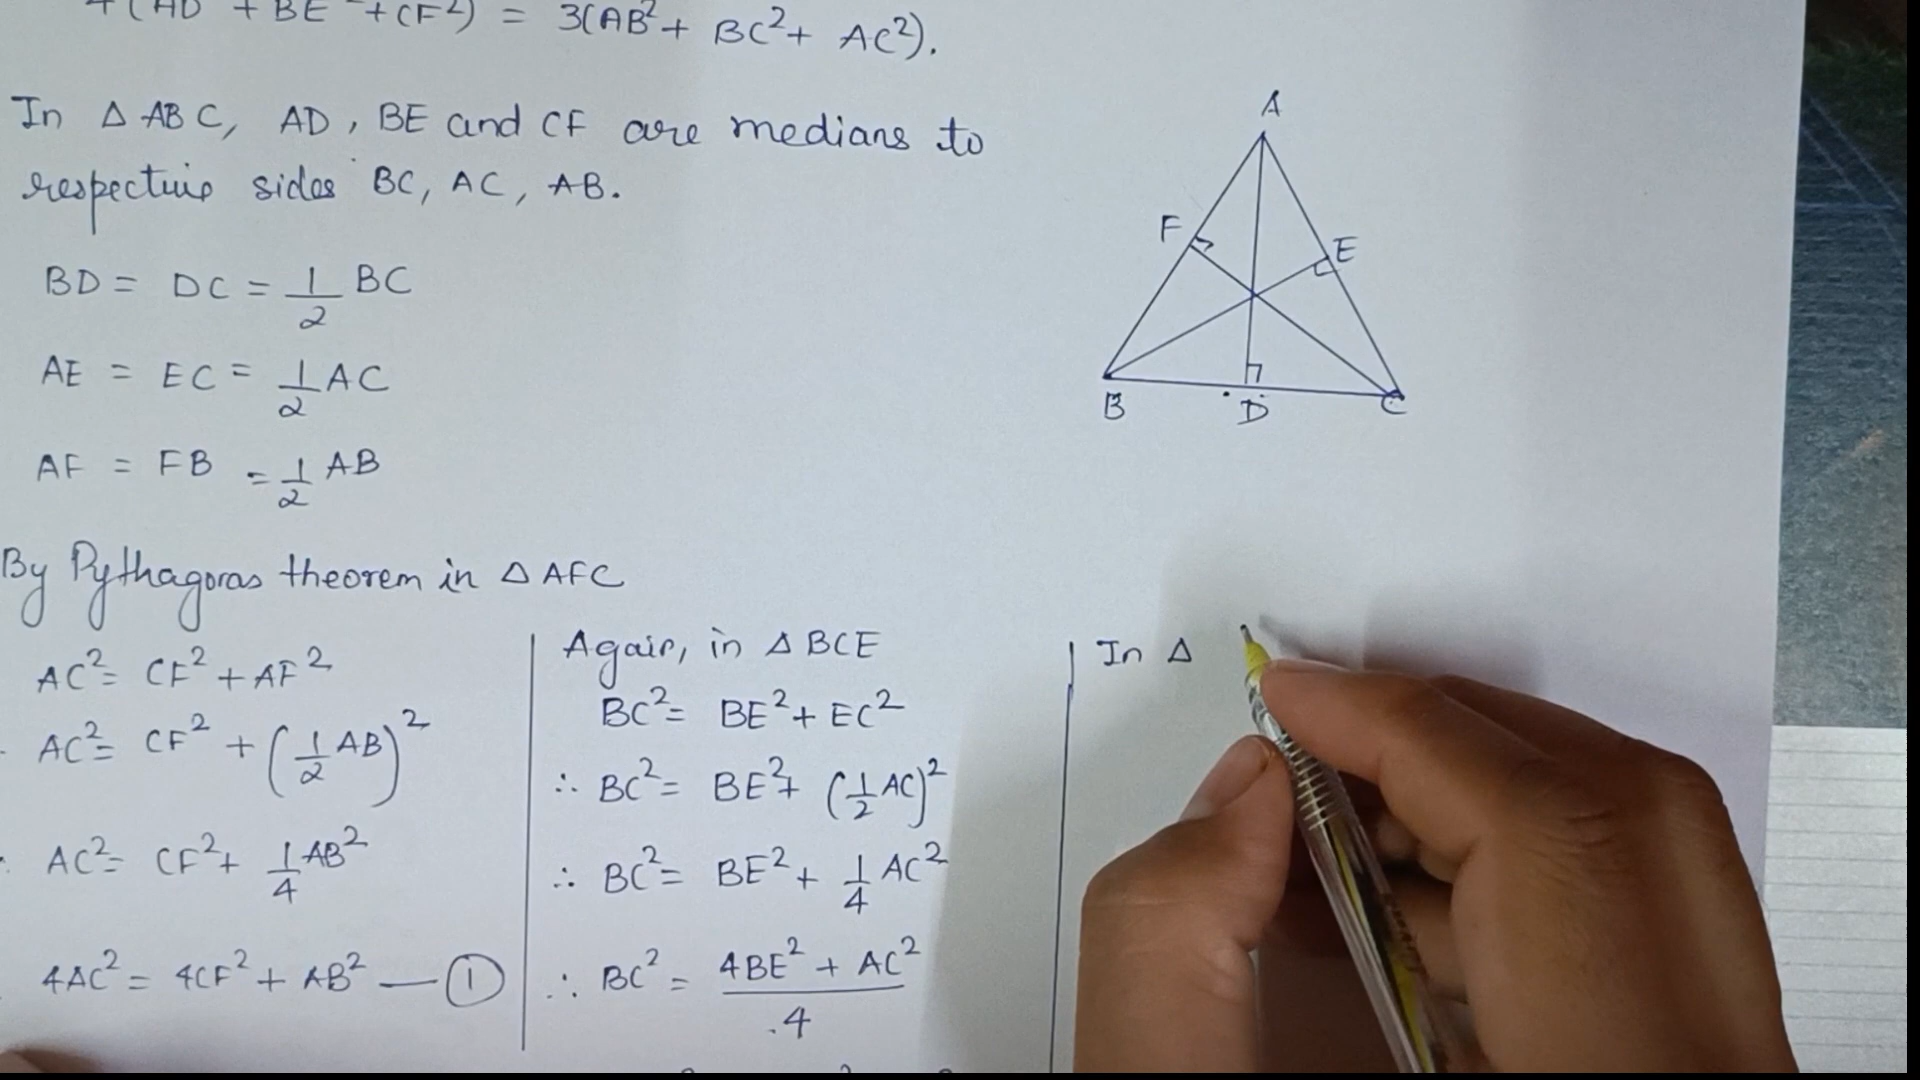 4(AD² + BE² + CF²) = 3(AB² + BC² + AC²).
In Δ ABC, AD, BE and CF are medians to
respective sides BC, AC, AB.
BD = DC = 1/2 BC
AE = EC = 1/2 AC
AF = FB = 1/2 AB
A
F
E
B
D
C
By Pythagoras theorem in Δ AFC
AC² = CF² + AF²
AC² = CF² + (1/2 AB)²
AC² = CF² + 1/4 AB²
4AC² = 4CF² + AB² — ①
Again, in Δ BCE
BC² = BE² + EC²
∴ BC² = BE² + (1/2 AC)²
∴ BC² = BE² + 1/4 AC²
∴ BC² = 4BE² + AC² / 4
In Δ